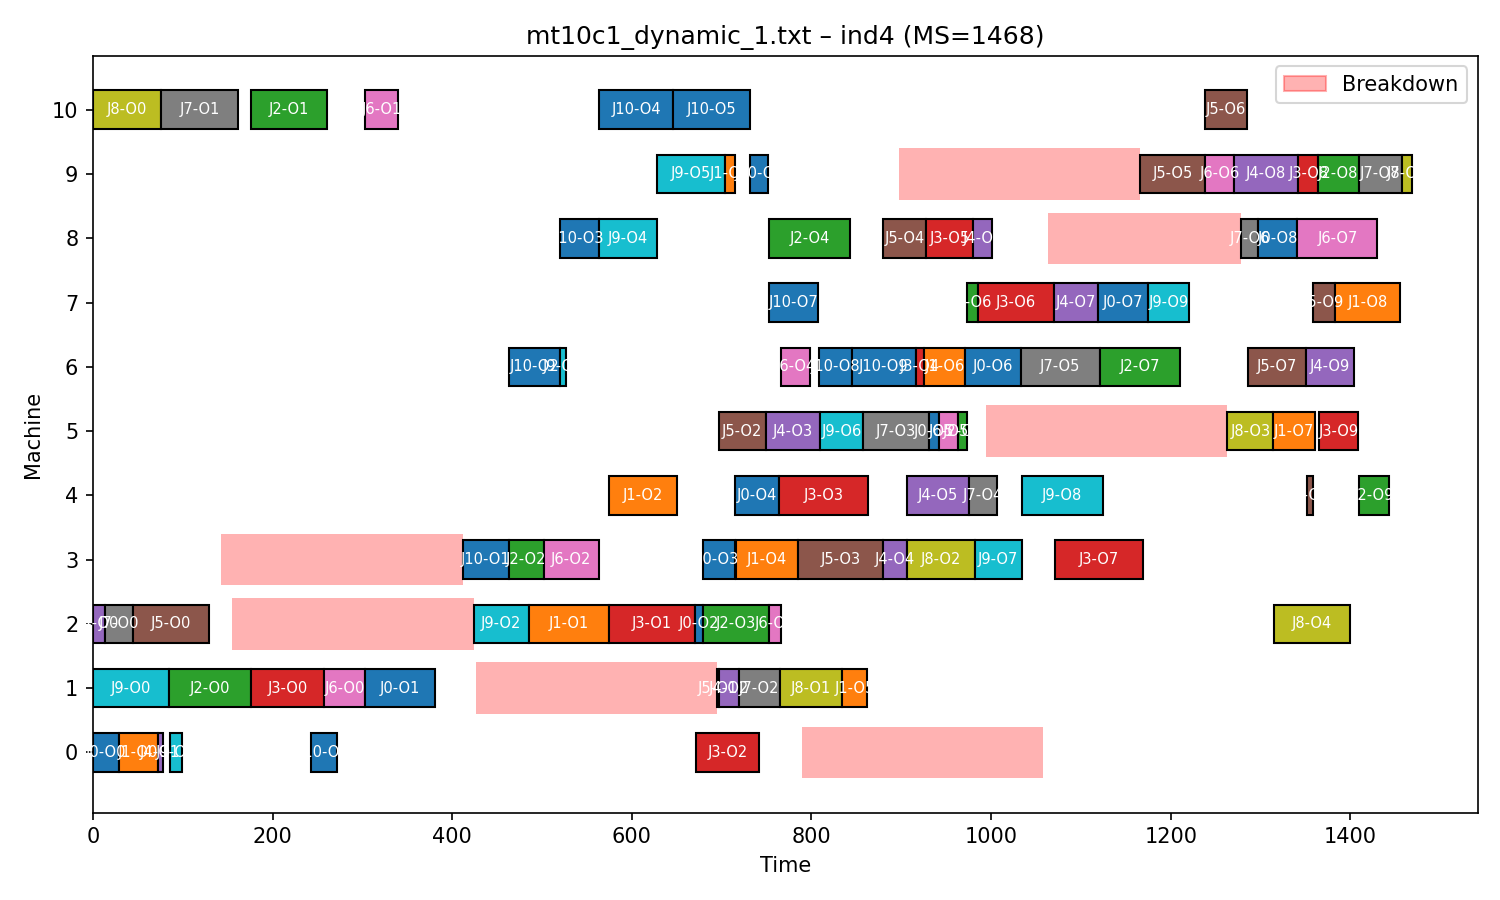 mt10c1_dynamic_1.txt – ind4 (MS=1468)
Breakdown
Machine
10
J8-O0 J7-O1 J2-O1 J6-O1 J10-O4 J10-O5 J5-O6
9
J9-O5 J5-O5 J6-O6 J4-O8 J3-O8 J2-O8
8
J9-O4 J2-O4 J5-O4 J3-O5 J0-O8 J6-O7
7
J10-O7 J3-O6 J4-O7 J0-O7 J9-O9 J1-O8
6
J10-O9 J1-O6 J0-O6 J7-O5 J2-O7 J5-O7 J4-O9
5
J5-O2 J4-O3 J9-O6 J7-O3 J8-O3 J1-O7 J3-O9
4
J1-O2 J0-O4 J3-O3 J4-O5 J7-O4 J9-O8
3
J10-O1 J2-O2 J6-O2 J1-O4 J5-O3 J4-O4 J8-O2 J9-O7 J3-O7
2
J5-O0 J9-O2 J1-O1 J3-O1 J0-O2 J2-O3 J8-O4
1
J9-O0 J2-O0 J3-O0 J6-O0 J0-O1 J7-O2 J8-O1
0
J3-O2
0 200 400 600 800 1000 1200 1400
Time